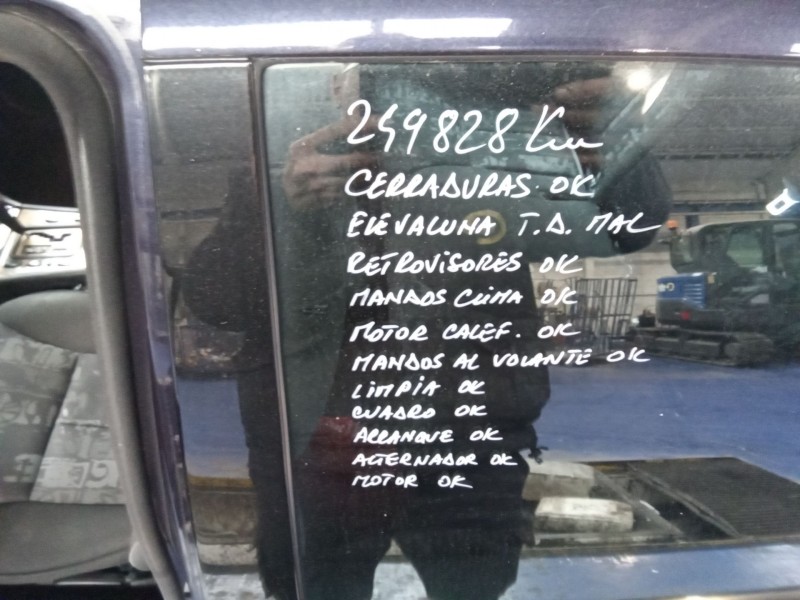 249828 Km
CERRADURAS OK
ELEVALUNA T.D. MAL
RETROVISORES OK
MANDOS CLIMA OK
MOTOR CALEF. OK
MANDOS AL VOLANTE OK
LIMPIA OK
CUADRO OK
ARRANQUE OK
ALTERNADOR OK
MOTOR OK